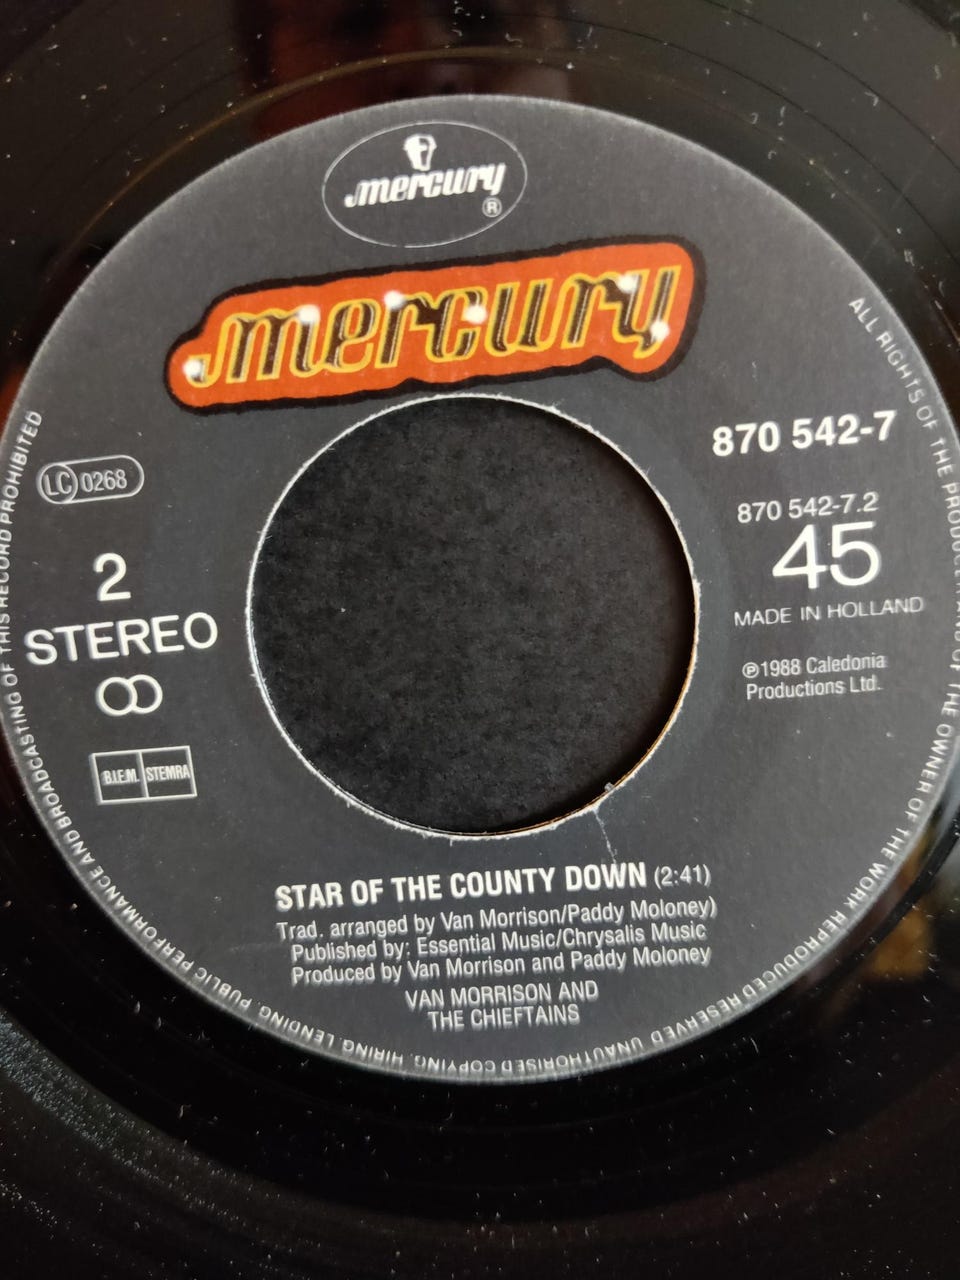 mercury
®
mercury
870 542-7
LC 0268
870 542-7.2
2
45
STEREO
MADE IN HOLLAND
℗1988 Caledonia
Productions Ltd.
B.I.E.M. STEMRA
STAR OF THE COUNTY DOWN (2:41)
Trad. arranged by Van Morrison/Paddy Moloney)
Published by: Essential Music/Chrysalis Music
Produced by Van Morrison and Paddy Moloney
VAN MORRISON AND
THE CHIEFTAINS
ALL RIGHTS OF THE PRODUCER AND OF THE OWNER OF THE WORK REPRODUCED RESERVED UNAUTHORISED COPYING, HIRING, LENDING, PUBLIC PERFORMANCE AND BROADCASTING OF THIS RECORD PROHIBITED